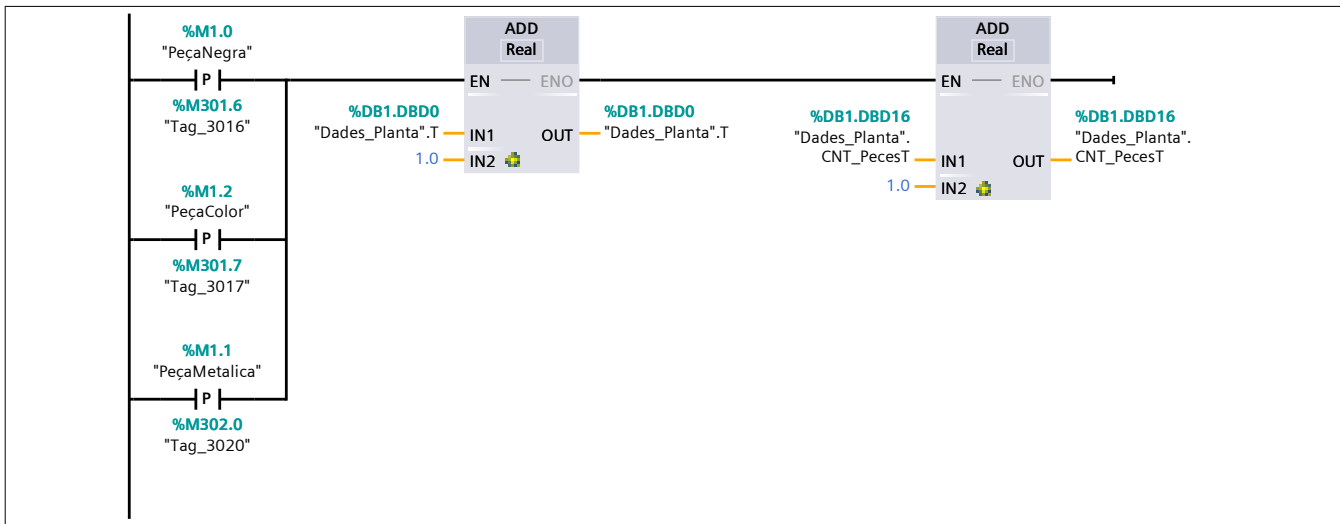 %M1.0
"PeçaNegra"
P
%M301.6
"Tag_3016"
%M1.2
"PeçaColor"
P
%M301.7
"Tag_3017"
%M1.1
"PeçaMetalica"
P
%M302.0
"Tag_3020"
ADD
Real
EN ENO
%DB1.DBD0
"Dades_Planta".T
IN1
1.0
IN2
OUT
%DB1.DBD0
"Dades_Planta".T
ADD
Real
EN ENO
%DB1.DBD16
"Dades_Planta".
CNT_PecesT
IN1
1.0
IN2
OUT
%DB1.DBD16
"Dades_Planta".
CNT_PecesT